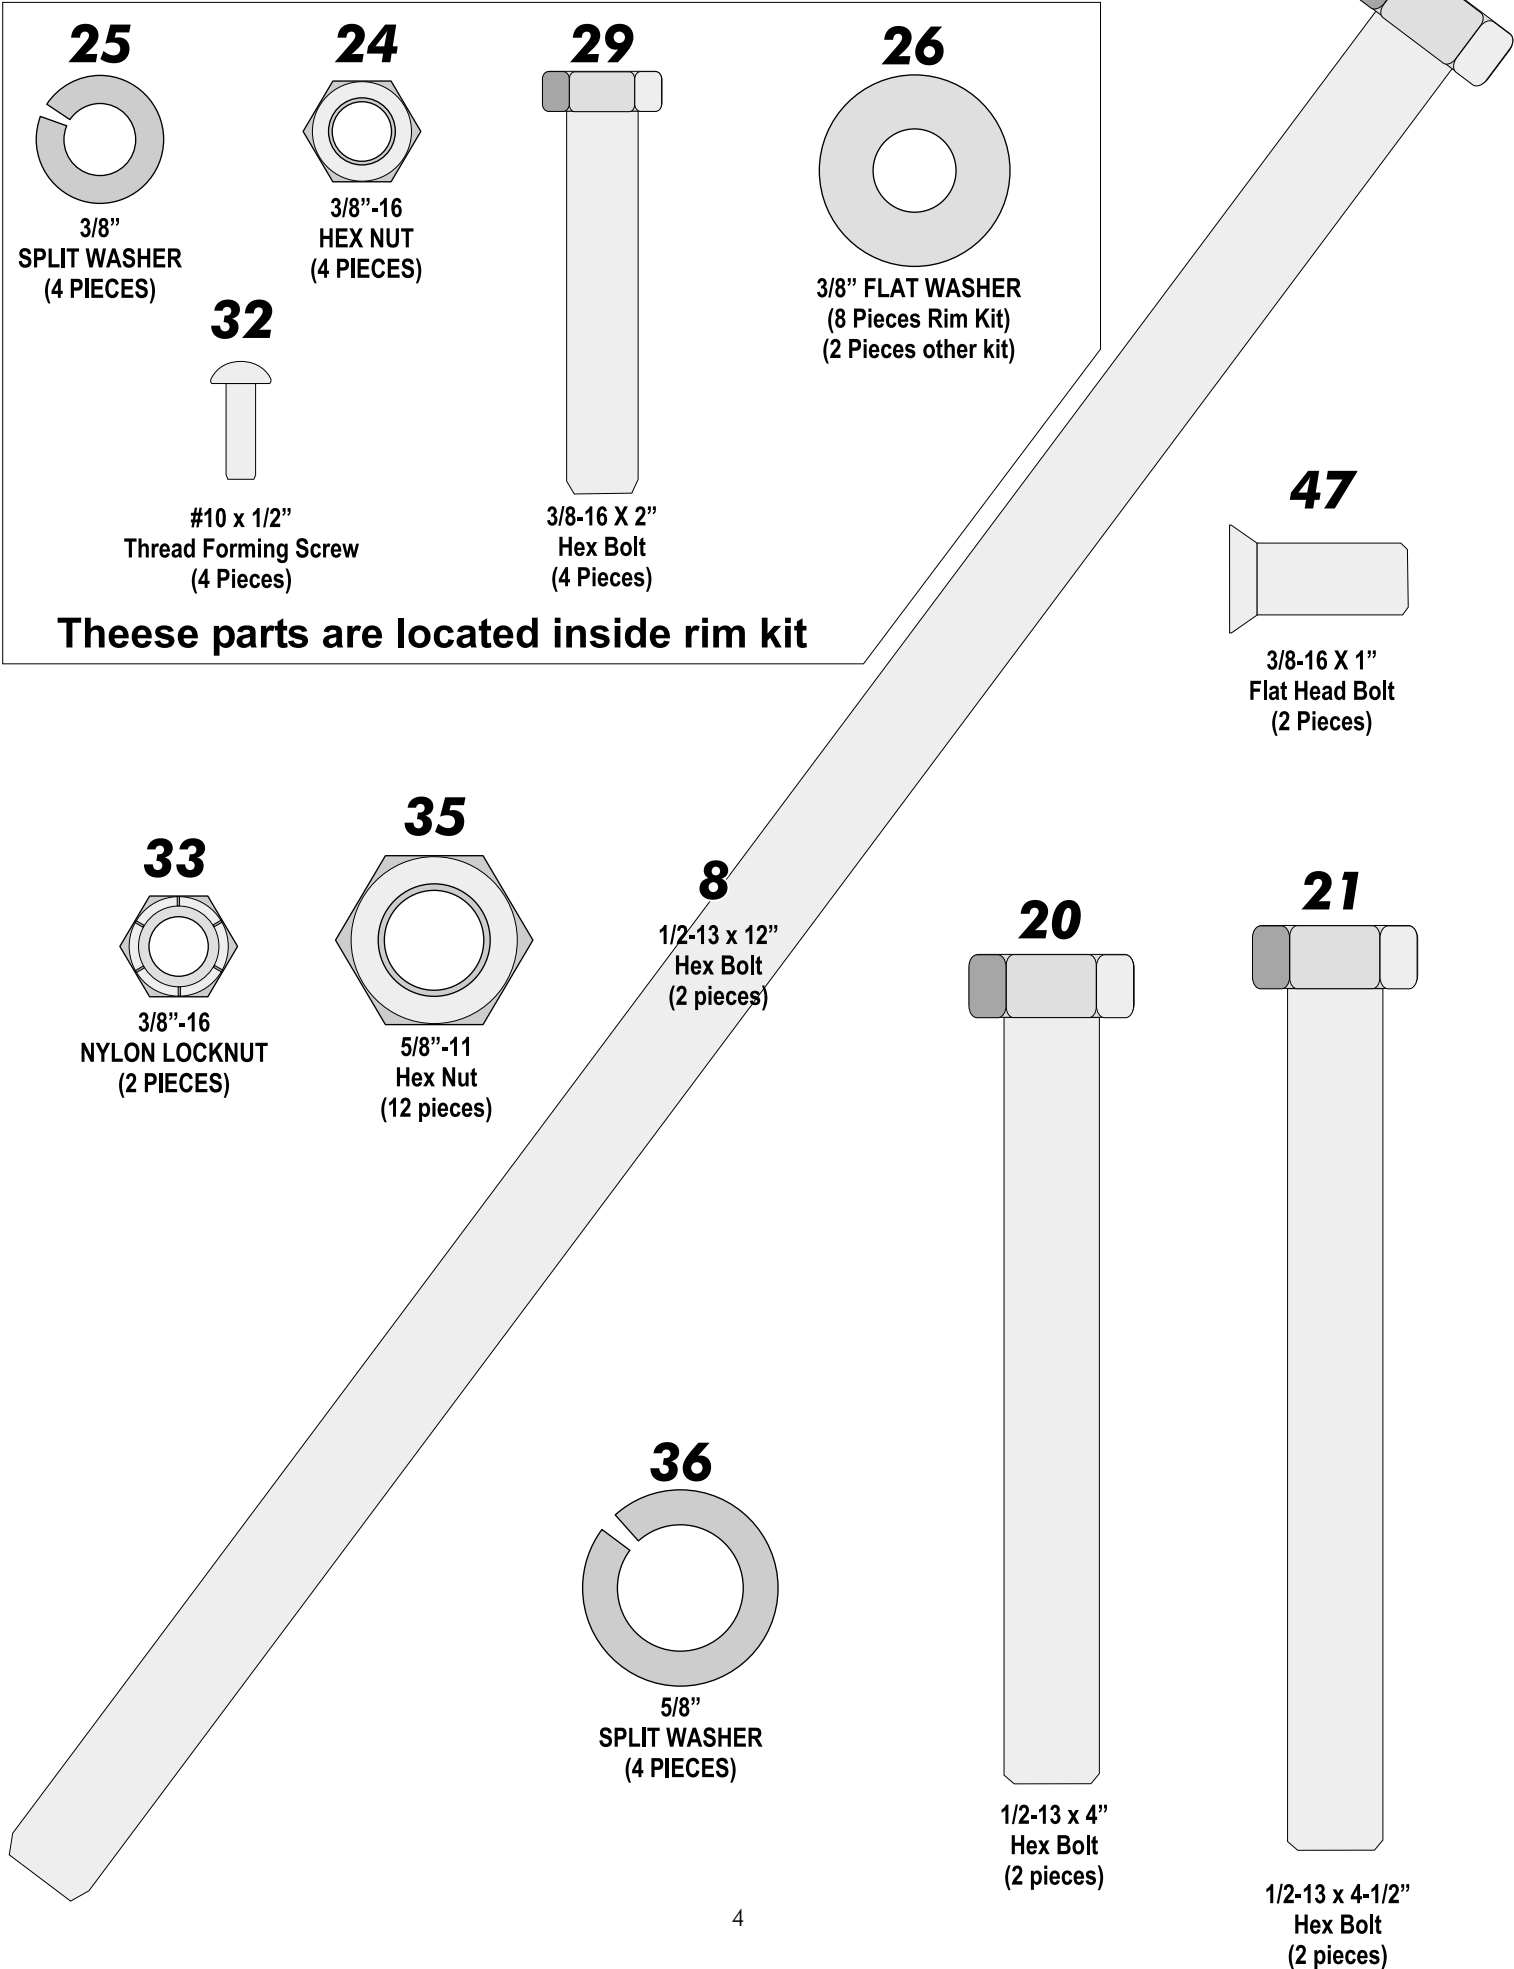 25
3/8”
SPLIT WASHER
(4 PIECES)
24
3/8”-16
HEX NUT
(4 PIECES)
29
3/8-16 X 2”
Hex Bolt
(4 Pieces)
26
3/8” FLAT WASHER
(8 Pieces Rim Kit)
(2 Pieces other kit)
32
#10 x 1/2”
Thread Forming Screw
(4 Pieces)
Theese parts are located inside rim kit
47
3/8-16 X 1”
Flat Head Bolt
(2 Pieces)
33
3/8”-16
NYLON LOCKNUT
(2 PIECES)
35
5/8”-11
Hex Nut
(12 pieces)
8
1/2-13 x 12”
Hex Bolt
(2 pieces)
20
1/2-13 x 4”
Hex Bolt
(2 pieces)
21
1/2-13 x 4-1/2”
Hex Bolt
(2 pieces)
36
5/8”
SPLIT WASHER
(4 PIECES)
4